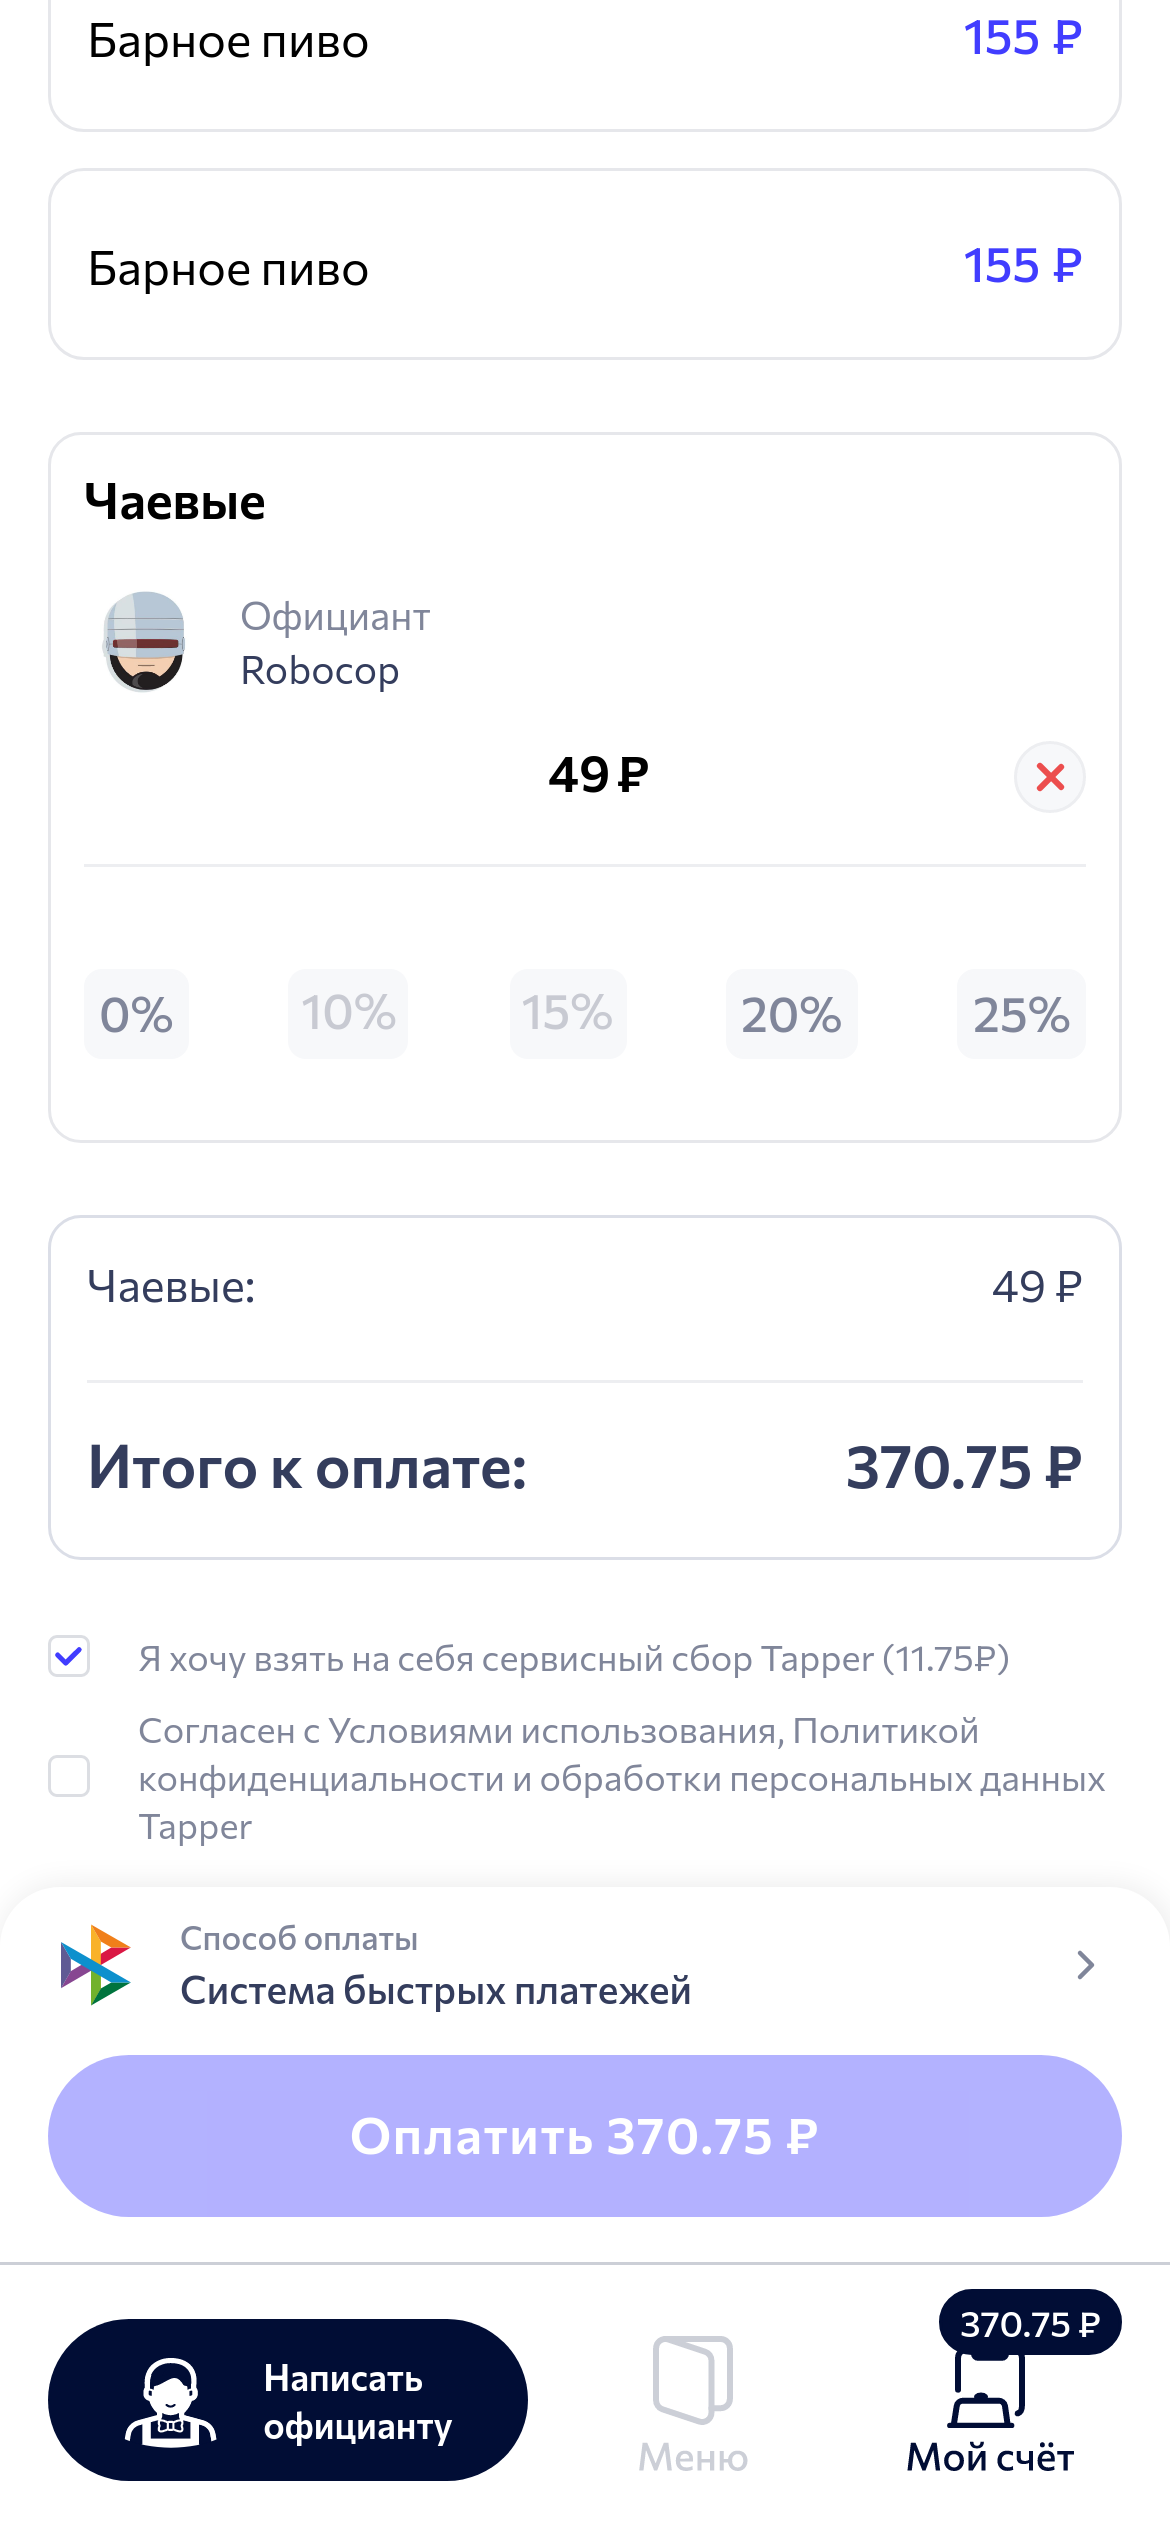 Барное пиво 155 ₽
Барное пиво 155 ₽
Чаевые
Официант
Robocop
49 ₽
0% 10% 15% 20% 25%
Чаевые: 49 ₽
Итого к оплате: 370.75 ₽
Я хочу взять на себя сервисный сбор Tapper (11.75₽)
Согласен с Условиями использования, Политикой
конфиденциальности и обработки персональных данных
Tapper
Способ оплаты
Система быстрых платежей
Оплатить 370.75 ₽
370.75 ₽
Написать
официанту
Меню
Мой счёт